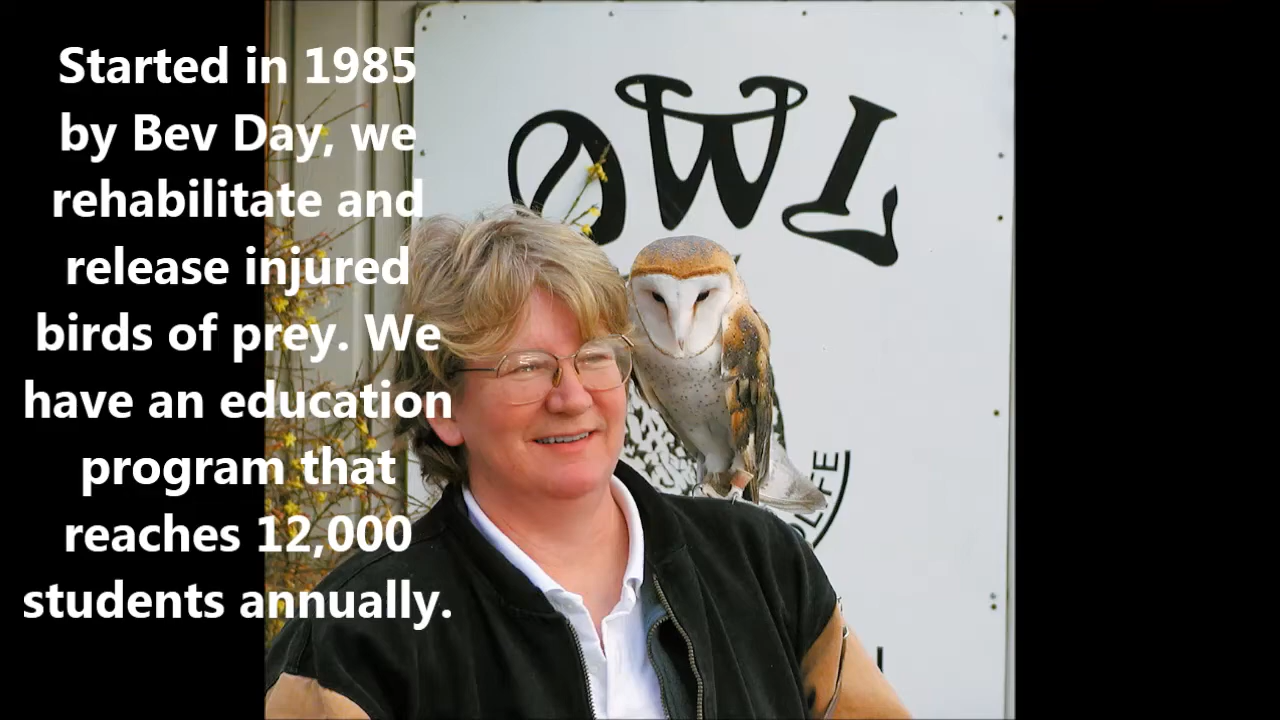 Started in 1985
by Bev Day, we
rehabilitate and
release injured
birds of prey. We
have an education
program that
reaches 12,000
students annually.
OWL